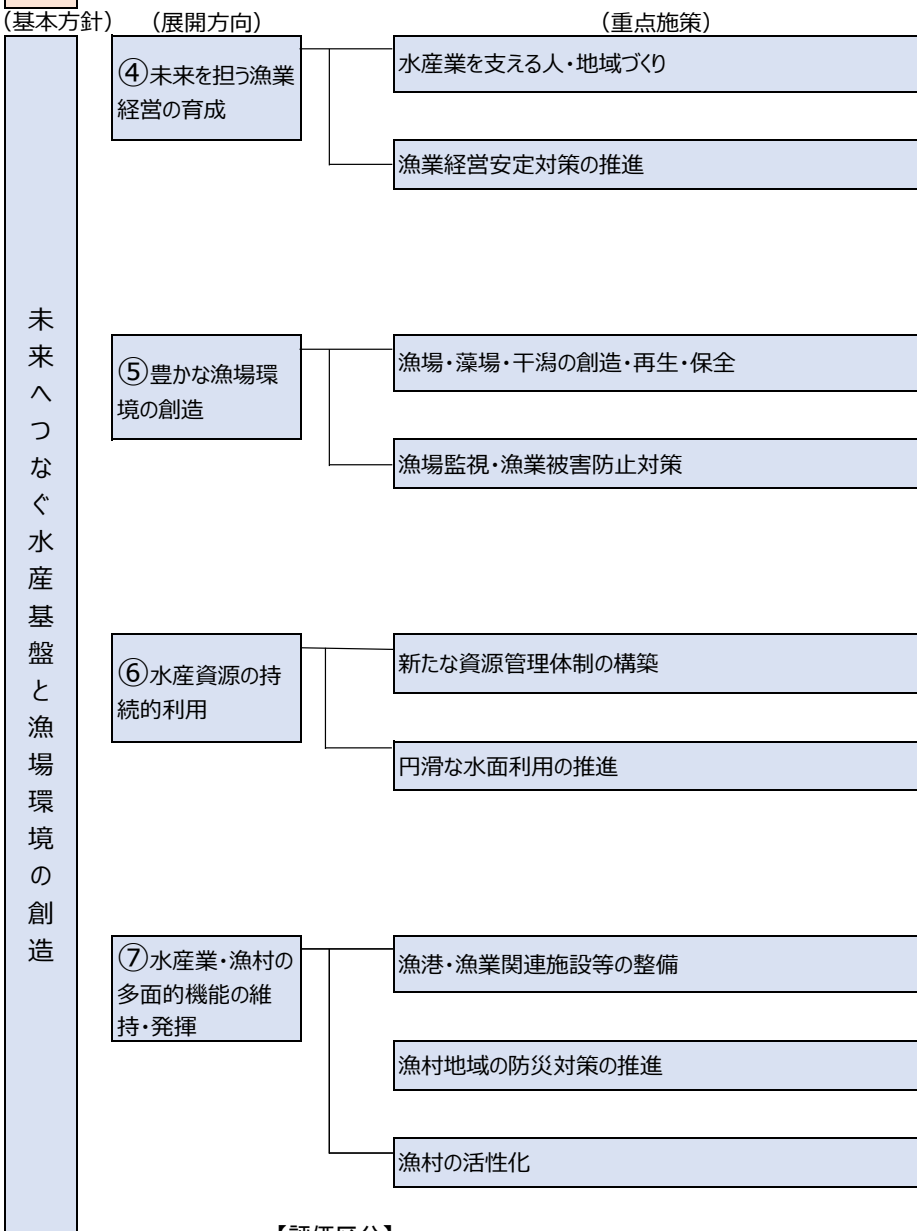 (基本方針)
(展開方向)
(重点施策)
未来へつなぐ水産基盤と漁場環境の創造
④未来を担う漁業
経営の育成
水産業を支える人・地域づくり
漁業経営安定対策の推進
⑤豊かな漁場環
境の創造
漁場・藻場・干潟の創造・再生・保全
漁場監視・漁業被害防止対策
⑥水産資源の持
続的利用
新たな資源管理体制の構築
円滑な水面利用の推進
⑦水産業・漁村の
多面的機能の維
持・発揮
漁港・漁業関連施設等の整備
漁村地域の防災対策の推進
漁村の活性化
【評価区分】